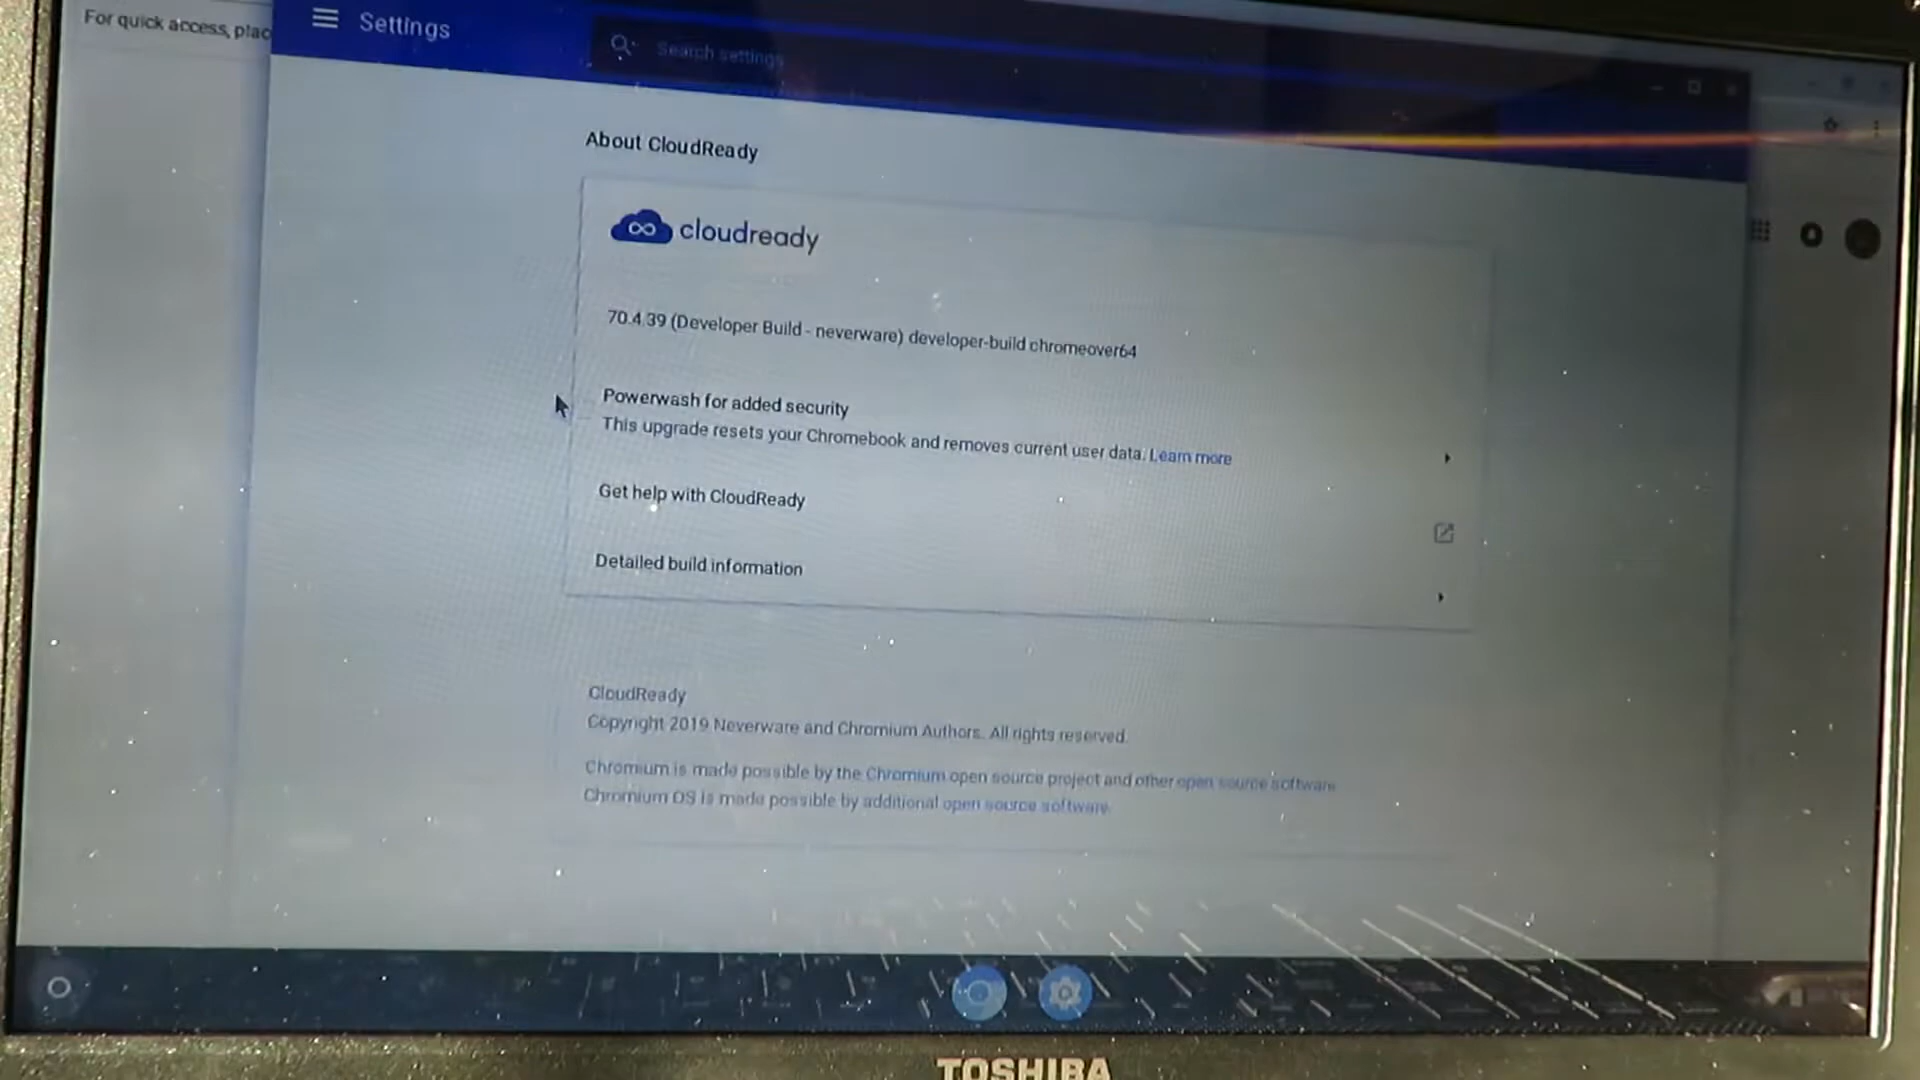 For quick access, plac
Settings
Search settings
About CloudReady
cloudready
70.4.39 (Developer Build - neverware) developer-build chromeover64
Powerwash for added security
This upgrade resets your Chromebook and removes current user data. Learn more
Get help with CloudReady
Detailed build information
CloudReady
Copyright 2019 Neverware and Chromium Authors. All rights reserved.
Chromium is made possible by the Chromium open source project and other open source software.
Chromium OS is made possible by additional open source software.
TOSHIBA